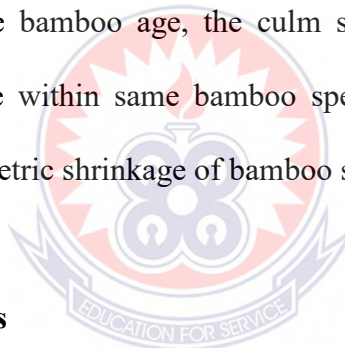 e bamboo age, the culm s
e within same bamboo spe
etric shrinkage of bamboo s
EDUCATION FOR SERVICE
s